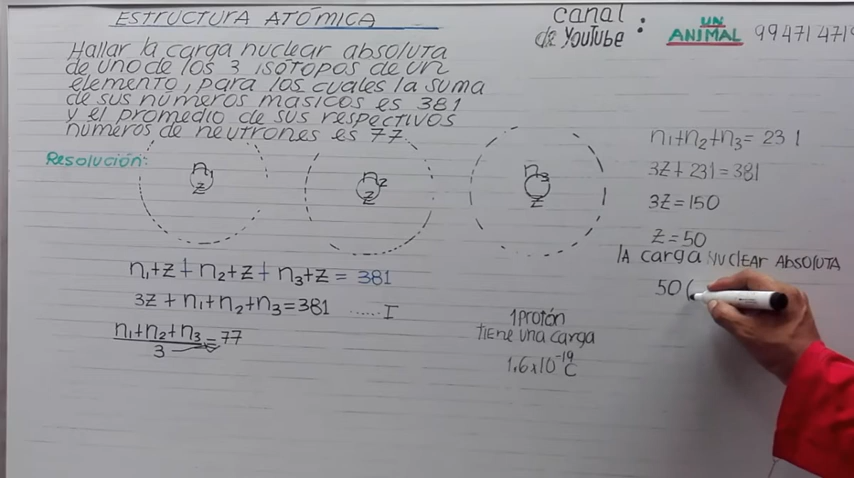 ESTRUCTURA ATÓMICA
canal
de YouTube :
UN
ANIMAL
994714719
Hallar la carga nuclear absoluta
de uno de los 3 isótopos de un
elemento, para los cuales la suma
de sus números masicos es 381
y el promedio de sus respectivos
números de neutrones es 77.
Resolución:
n₁
Z
n₂
Z
n₃
Z
n₁+Z+n₂+Z+n₃+Z = 381
3Z+n₁+n₂+n₃=381 ......I
n₁+n₂+n₃
3
=77
1 protón
tiene una carga
1,6x10⁻¹⁹C
n₁+n₂+n₃= 231
3Z+231=381
3Z=150
Z=50
lA carga NUCLEAR ABSOLUTA
50(